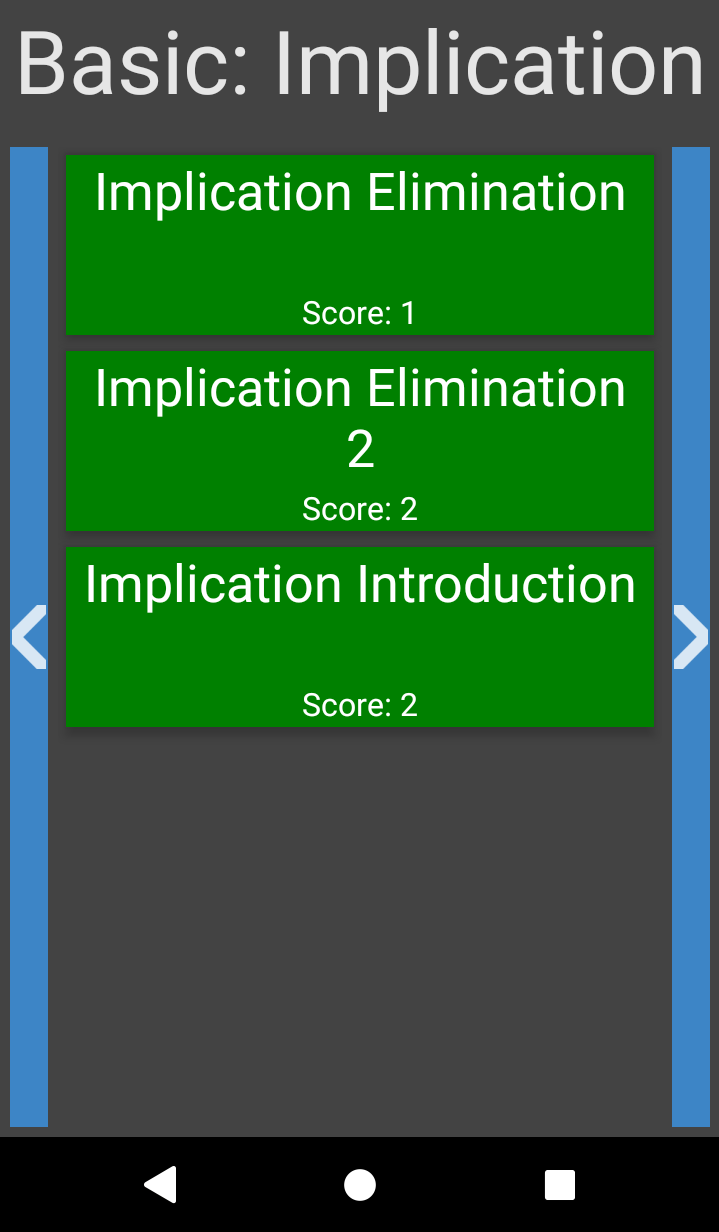 Basic: Implication
Implication Elimination
Score: 1
Implication Elimination
2
Score: 2
Implication Introduction
Score: 2